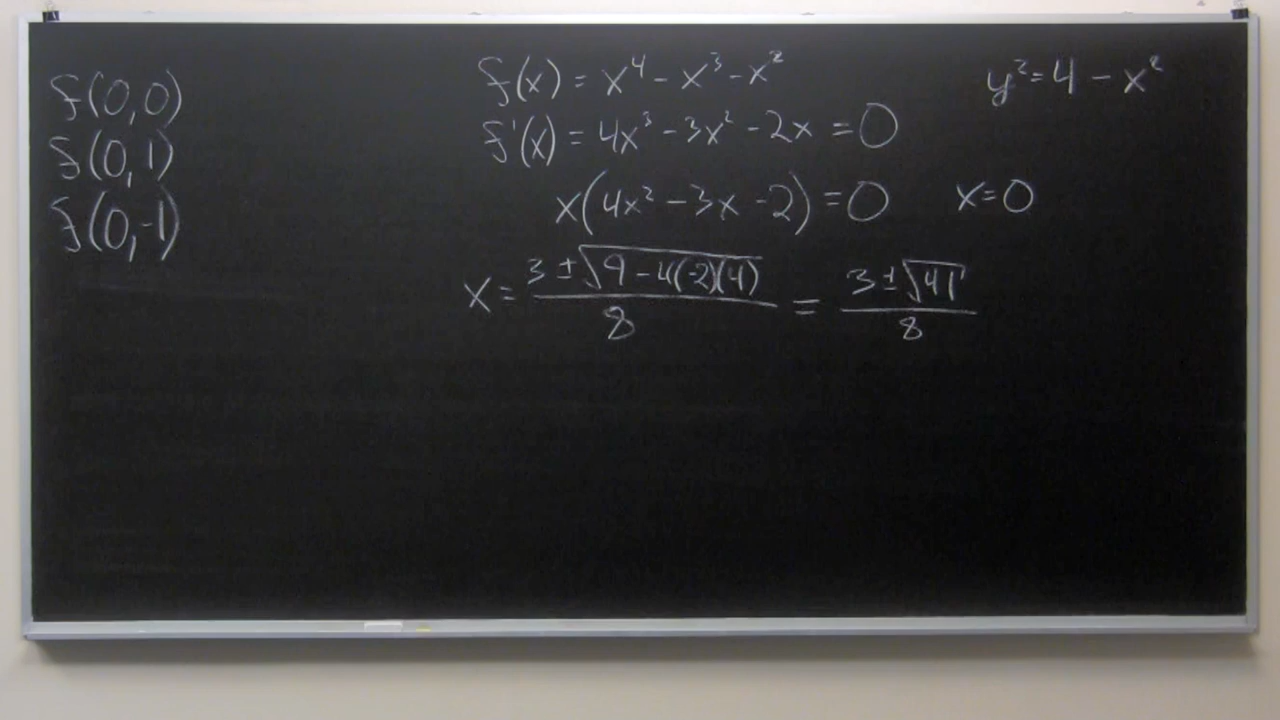 f(0,0)
f(0,1)
f(0,-1)
f(x) = x⁴ - x³ - x²
f'(x) = 4x³ - 3x² - 2x = 0
x(4x² - 3x - 2) = 0 x=0
x = (3 ± √(9 - 4(-2)(4)))/8 = (3 ± √41)/8
y² = 4 - x²